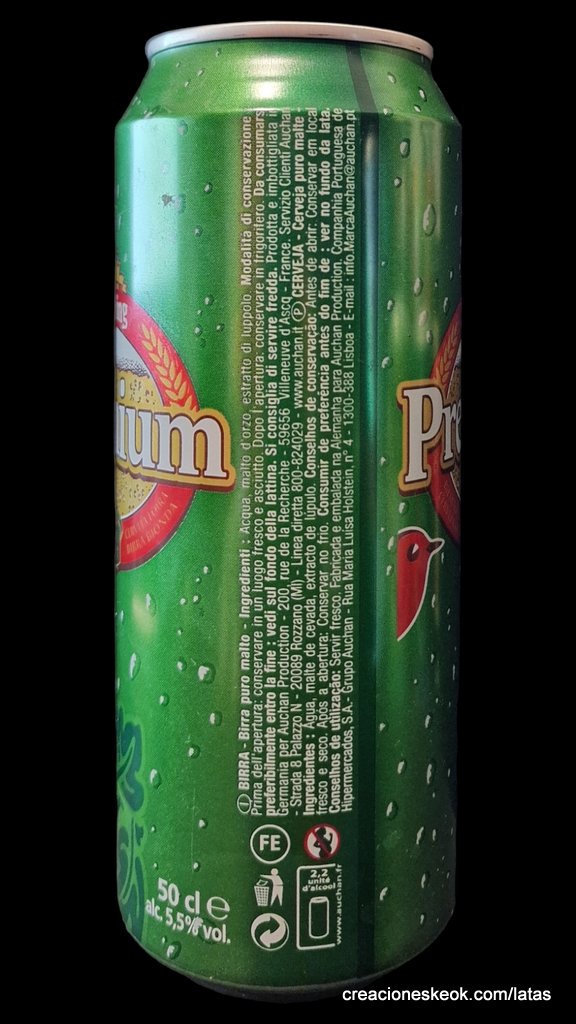 Ⓘ BIRRA - Birra puro malto - Ingredienti : Acqua, malto d'orzo, estratto di luppolo. Modalità di conservazione:
Prima dell'apertura: conservare in un luogo fresco e asciutto. Dopo l'apertura: conservare in frigorifero. Da consumarsi
preferibilmente entro la fine : vedi sul fondo della lattina. Si consiglia di servire fredda. Prodotta e imbottigliata in
Germania per Auchan Production - 200, rue de la Recherche - 59656 Villeneuve d'Ascq - France. Servizio Clienti Auchan
- Strada 8 Palazzo N - 20089 Rozzano (MI) - Linea diretta 800-824029 - www.auchan.it Ⓟ CERVEJA - Cerveja puro malte -
Ingredientes : Água, malte de cevada, extracto de lúpulo. Conselhos de conservação: Antes de abrir: Conservar em local
fresco e seco. Após a abertura: Conservar no frio. Consumir de preferência antes do fim de : ver no fundo da lata.
Conselhos de utilização: Servir fresco. Fabricada e embalada na Alemanha para Auchan Production. Companhia Portuguesa de
Hipermercados, S.A.- Grupo Auchan - Rua Maria Luísa Holstein, n° 4 - 1300-388 Lisboa - E-mail : info.MarcaAuchan@auchan.pt
ium
Pre
BIRRA BIONDA
FE
2,2
unité
d'alcool
www.auchan.fr
50 cl e
alc. 5,5% vol.
creacioneskeok.com/latas